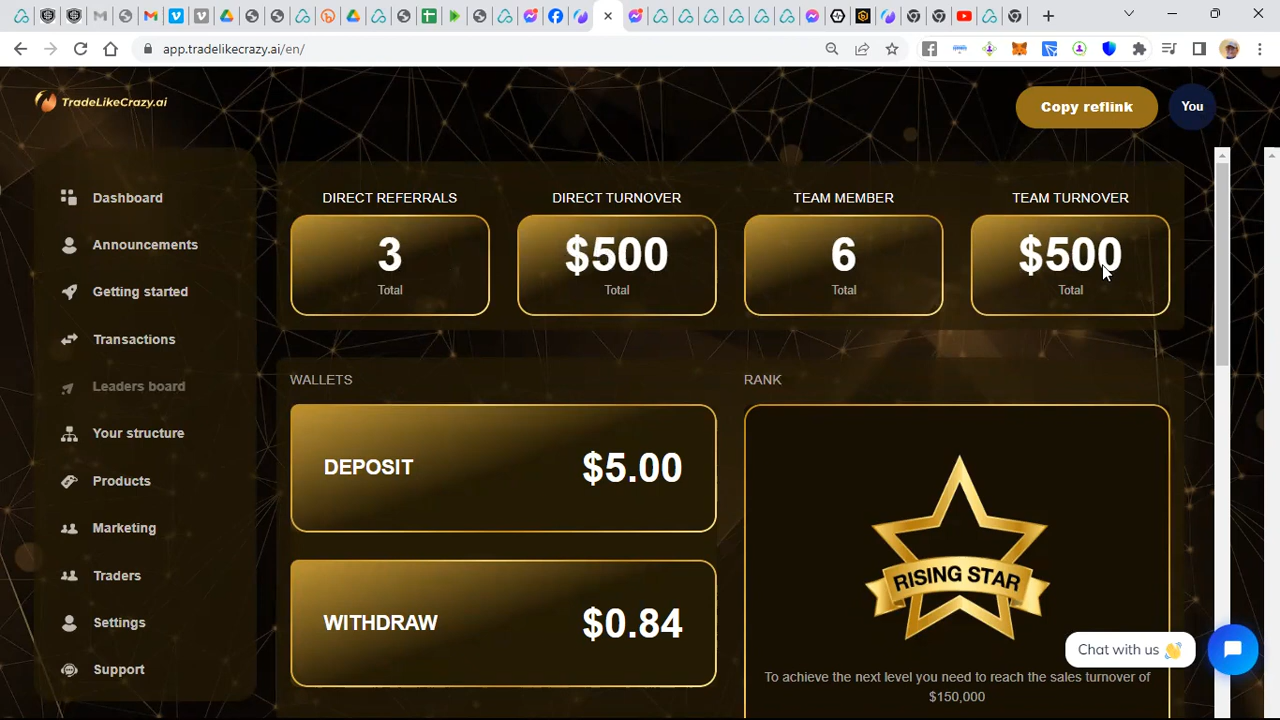 app.tradelikecrazy.ai/en/
TradeLikeCrazy.ai
Copy reflink
You
Dashboard
Announcements
Getting started
Transactions
Leaders board
Your structure
Products
Marketing
Traders
Settings
Support
DIRECT REFERRALS
3
Total
DIRECT TURNOVER
$500
Total
TEAM MEMBER
6
Total
TEAM TURNOVER
$500
Total
WALLETS
DEPOSIT
$5.00
WITHDRAW
$0.84
RANK
RISING STAR
To achieve the next level you need to reach the sales turnover of
$150,000
Chat with us 👋